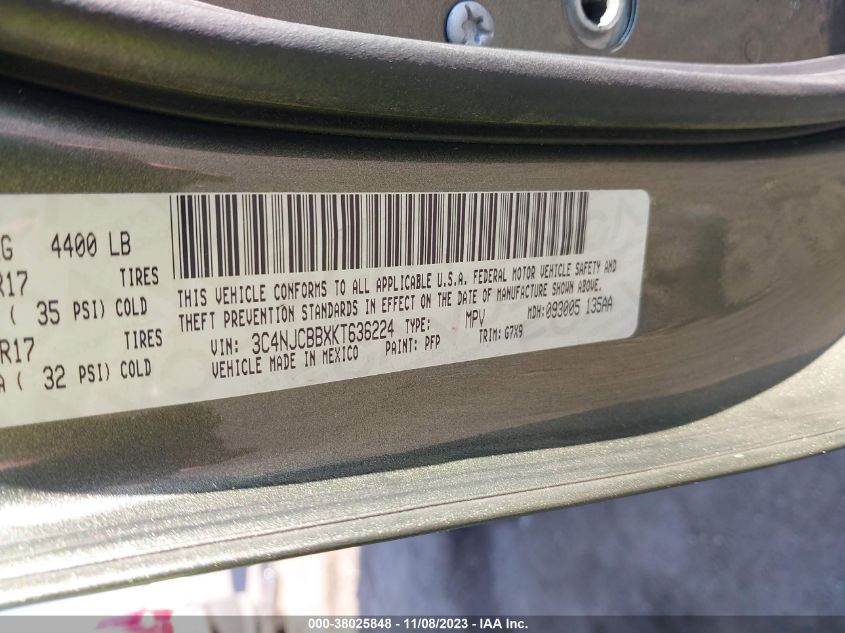 4400 LB
TIRES
R17
( 35 PSI) COLD
TIRES
R17
( 32 PSI) COLD
THIS VEHICLE CONFORMS TO ALL APPLICABLE U.S.A. FEDERAL MOTOR VEHICLE SAFETY AND
THEFT PREVENTION STANDARDS IN EFFECT ON THE DATE OF MANUFACTURE SHOWN ABOVE.
VIN: 3C4NJCBBXKT636224 TYPE: MPV MDH: 093005 135AA
VEHICLE MADE IN MEXICO PAINT: PFP TRIM: G7X9
000-38025848 - 11/08/2023 - IAA Inc.